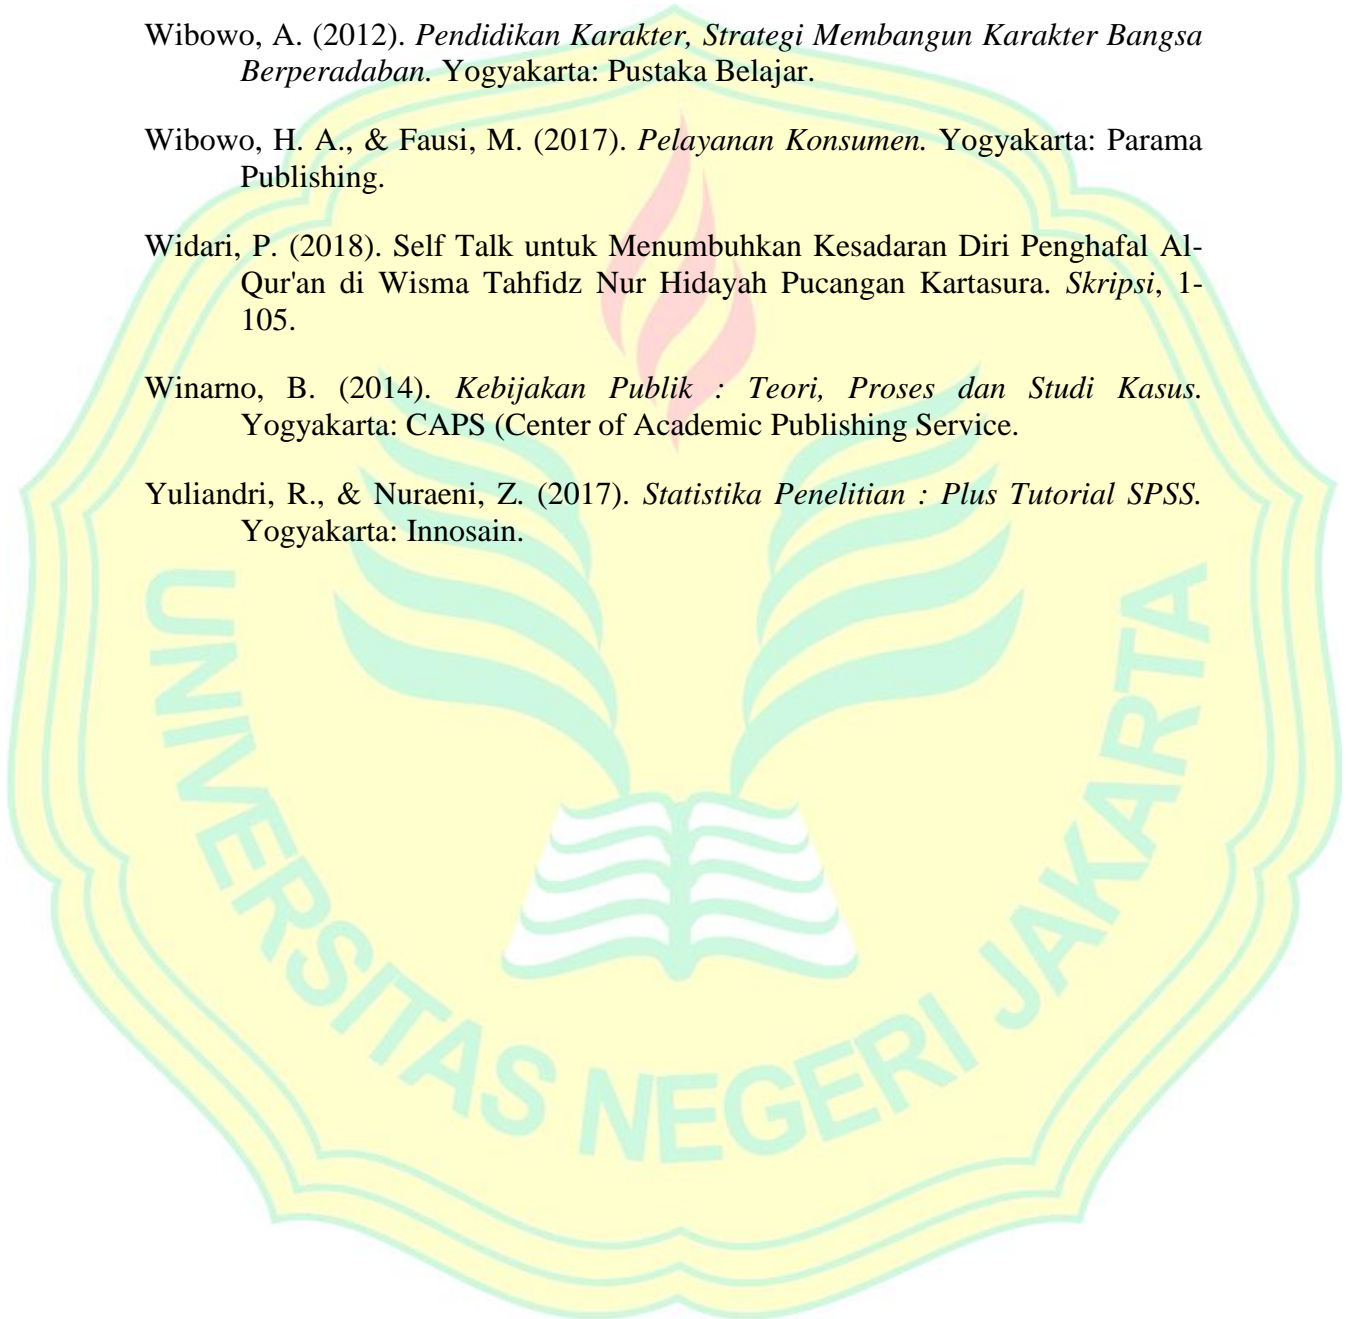 Wibowo, A. (2012). Pendidikan Karakter, Strategi Membangun Karakter Bangsa
Berperadaban. Yogyakarta: Pustaka Belajar.
Wibowo, H. A., & Fausi, M. (2017). Pelayanan Konsumen. Yogyakarta: Parama
Publishing.
Widari, P. (2018). Self Talk untuk Menumbuhkan Kesadaran Diri Penghafal Al-
Qur'an di Wisma Tahfidz Nur Hidayah Pucangan Kartasura. Skripsi, 1-
105.
Winarno, B. (2014). Kebijakan Publik : Teori, Proses dan Studi Kasus.
Yogyakarta: CAPS (Center of Academic Publishing Service.
Yuliandri, R., & Nuraeni, Z. (2017). Statistika Penelitian : Plus Tutorial SPSS.
Yogyakarta: Innosain.
UNIVERSITAS NEGERI JAKARTA